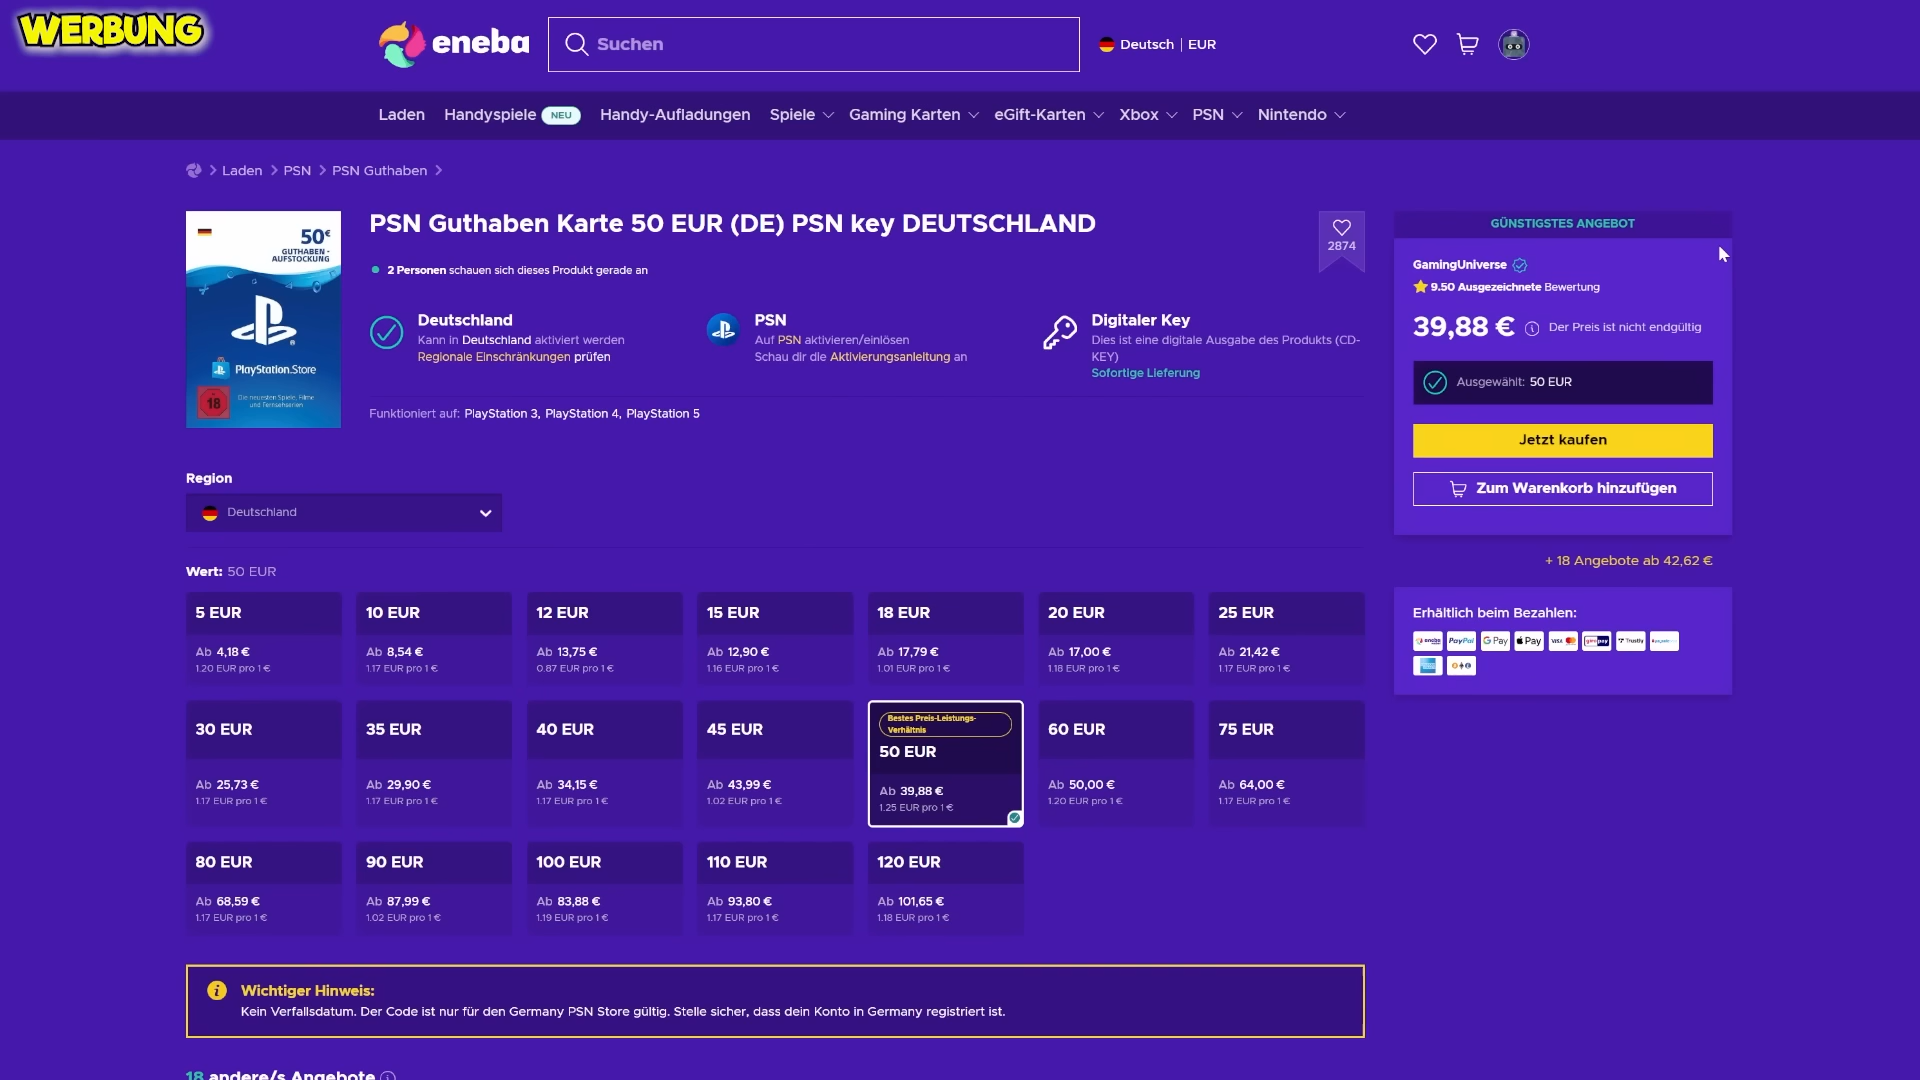 WERBUNG
eneba
Suchen
Deutsch | EUR
Laden
Handyspiele NEU
Handy-Aufladungen
Spiele
Gaming Karten
eGift-Karten
Xbox
PSN
Nintendo
Laden
PSN
PSN Guthaben
50€
GUTHABEN-
AUFSTOCKUNG
PlayStation.Store
18
Die neuesten Spiele, Filme
und Fernsehserien
PSN Guthaben Karte 50 EUR (DE) PSN key DEUTSCHLAND
2874
2 Personen schauen sich dieses Produkt gerade an
Deutschland
Kann in Deutschland aktiviert werden
Regionale Einschränkungen prüfen
PSN
Auf PSN aktivieren/einlösen
Schau dir die Aktivierungsanleitung an
Digitaler Key
Dies ist eine digitale Ausgabe des Produkts (CD-
KEY)
Sofortige Lieferung
Funktioniert auf: PlayStation 3, PlayStation 4, PlayStation 5
GÜNSTIGSTES ANGEBOT
GamingUniverse
9.50 Ausgezeichnete Bewertung
39,88 € Der Preis ist nicht endgültig
Ausgewählt: 50 EUR
Jetzt kaufen
Zum Warenkorb hinzufügen
+ 18 Angebote ab 42,62 €
Erhältlich beim Bezahlen:
eneba PayPal G Pay Pay VISA giropay Trustly
Region
Deutschland
Wert: 50 EUR
5 EUR
Ab 4,18 €
1.20 EUR pro 1 €
10 EUR
Ab 8,54 €
1.17 EUR pro 1 €
12 EUR
Ab 13,75 €
0.87 EUR pro 1 €
15 EUR
Ab 12,90 €
1.16 EUR pro 1 €
18 EUR
Ab 17,79 €
1.01 EUR pro 1 €
20 EUR
Ab 17,00 €
1.18 EUR pro 1 €
25 EUR
Ab 21,42 €
1.17 EUR pro 1 €
30 EUR
Ab 25,73 €
1.17 EUR pro 1 €
35 EUR
Ab 29,90 €
1.17 EUR pro 1 €
40 EUR
Ab 34,15 €
1.17 EUR pro 1 €
45 EUR
Ab 43,99 €
1.02 EUR pro 1 €
Bestes Preis-Leistungs-
Verhältnis
50 EUR
Ab 39,88 €
1.25 EUR pro 1 €
60 EUR
Ab 50,00 €
1.20 EUR pro 1 €
75 EUR
Ab 64,00 €
1.17 EUR pro 1 €
80 EUR
Ab 68,59 €
1.17 EUR pro 1 €
90 EUR
Ab 87,99 €
1.02 EUR pro 1 €
100 EUR
Ab 83,88 €
1.19 EUR pro 1 €
110 EUR
Ab 93,80 €
1.17 EUR pro 1 €
120 EUR
Ab 101,65 €
1.18 EUR pro 1 €
Wichtiger Hinweis:
Kein Verfallsdatum. Der Code ist nur für den Germany PSN Store gültig. Stelle sicher, dass dein Konto in Germany registriert ist.
18 andere/s Angebote